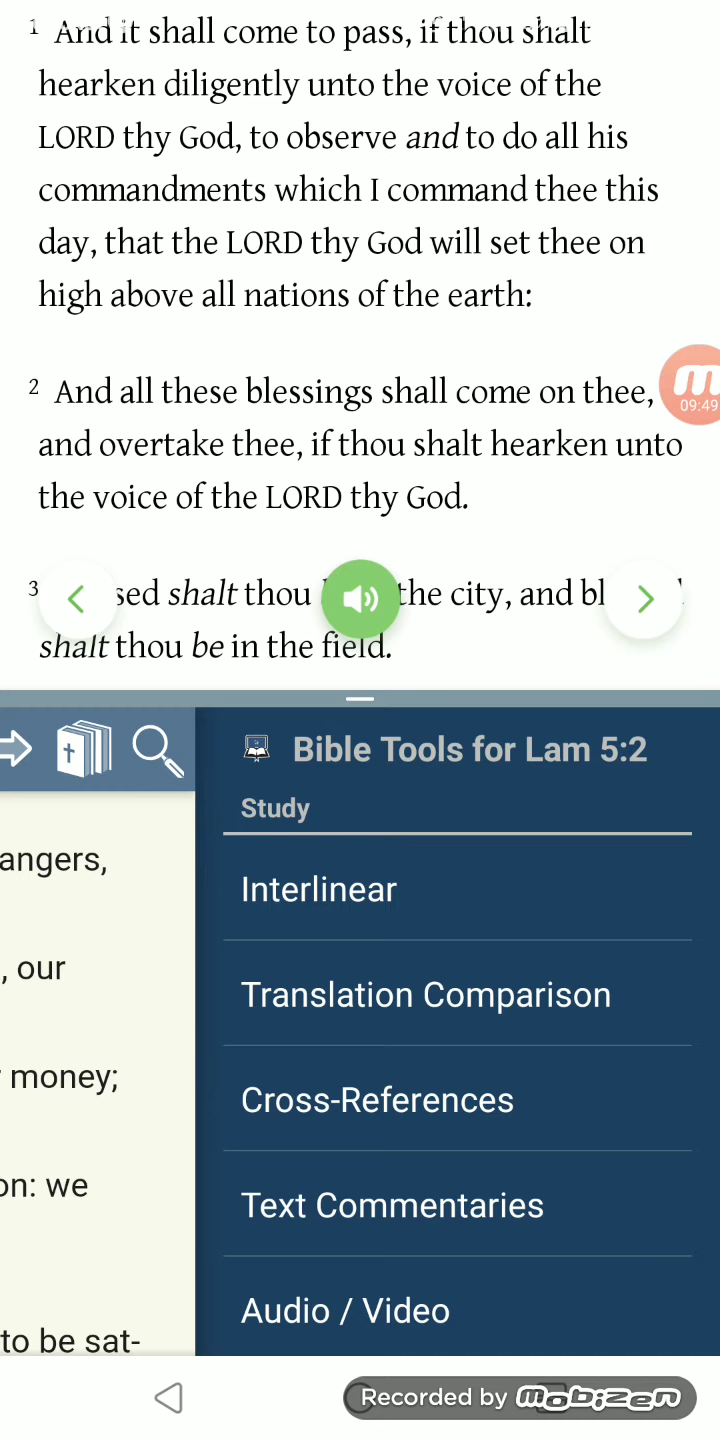 1 And it shall come to pass, if thou shalt
hearken diligently unto the voice of the
LORD thy God, to observe and to do all his
commandments which I command thee this
day, that the LORD thy God will set thee on
high above all nations of the earth:
09:49
2 And all these blessings shall come on thee,
and overtake thee, if thou shalt hearken unto
the voice of the LORD thy God.
3 sed shalt thou the city, and bl
shalt thou be in the field.
Bible Tools for Lam 5:2
Study
angers,
Interlinear
, our
Translation Comparison
money;
Cross-References
on: we
Text Commentaries
Audio / Video
to be sat-
Recorded by mobizen